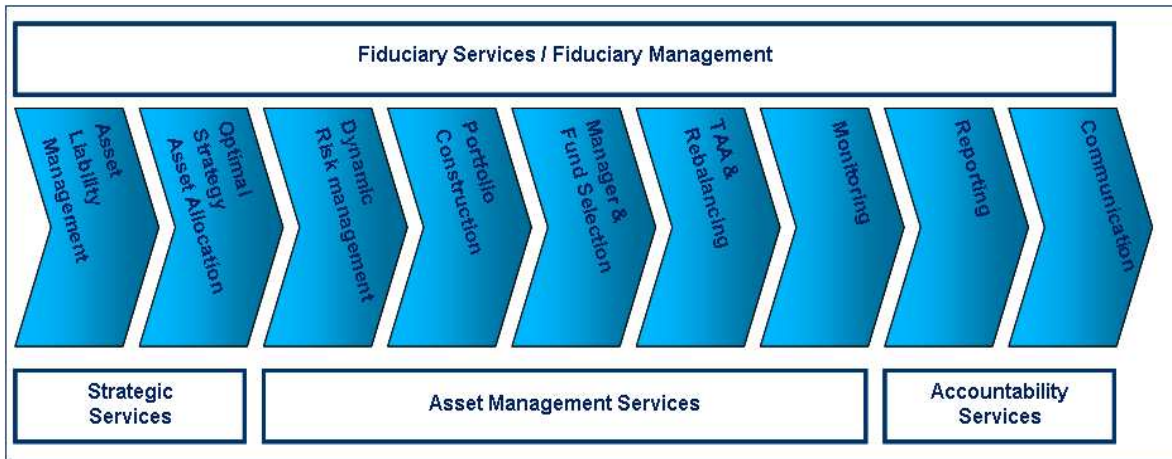 Fiduciary Services / Fiduciary Management
Asset
Liability
Management
Optimal
Strategy
Asset Allocation
Dynamic
Risk management
Portfolio
Construction
Manager &
Fund Selection
TAA &
Rebalancing
Monitoring
Reporting
Communication
Strategic
Services
Asset Management Services
Accountability
Services